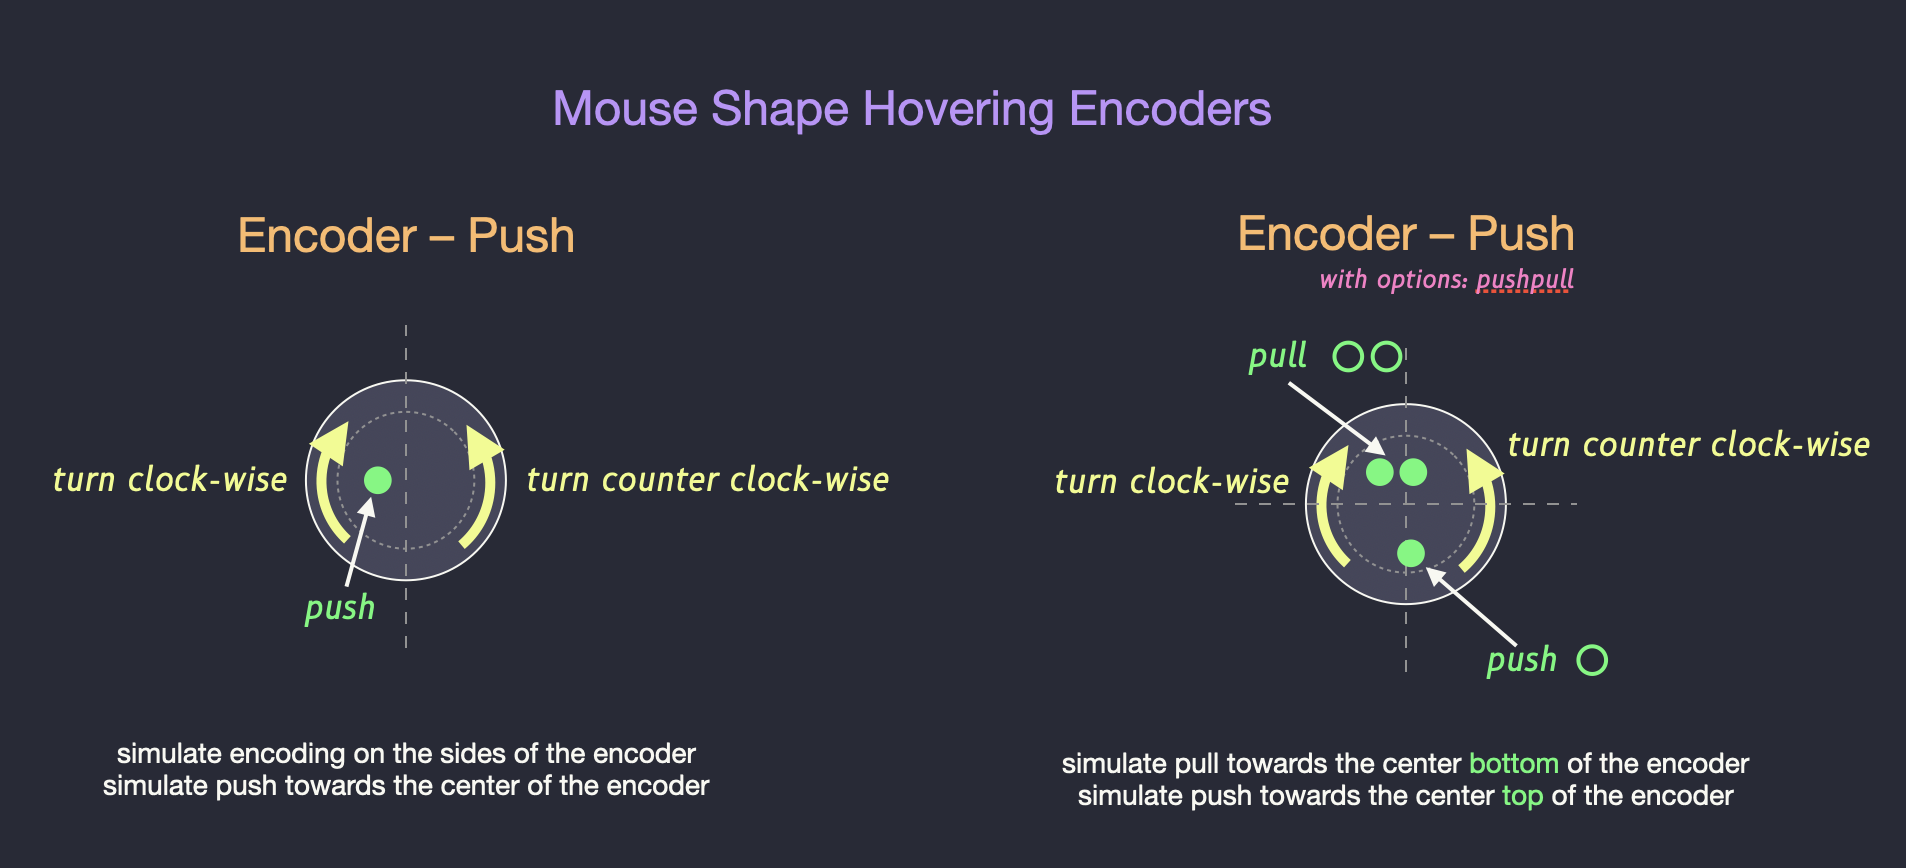 Mouse Shape Hovering Encoders
Encoder – Push
turn clock-wise
turn counter clock-wise
push
simulate encoding on the sides of the encoder
simulate push towards the center of the encoder
Encoder – Push
with options: pushpull
pull
turn counter clock-wise
turn clock-wise
push
simulate pull towards the center bottom of the encoder
simulate push towards the center top of the encoder